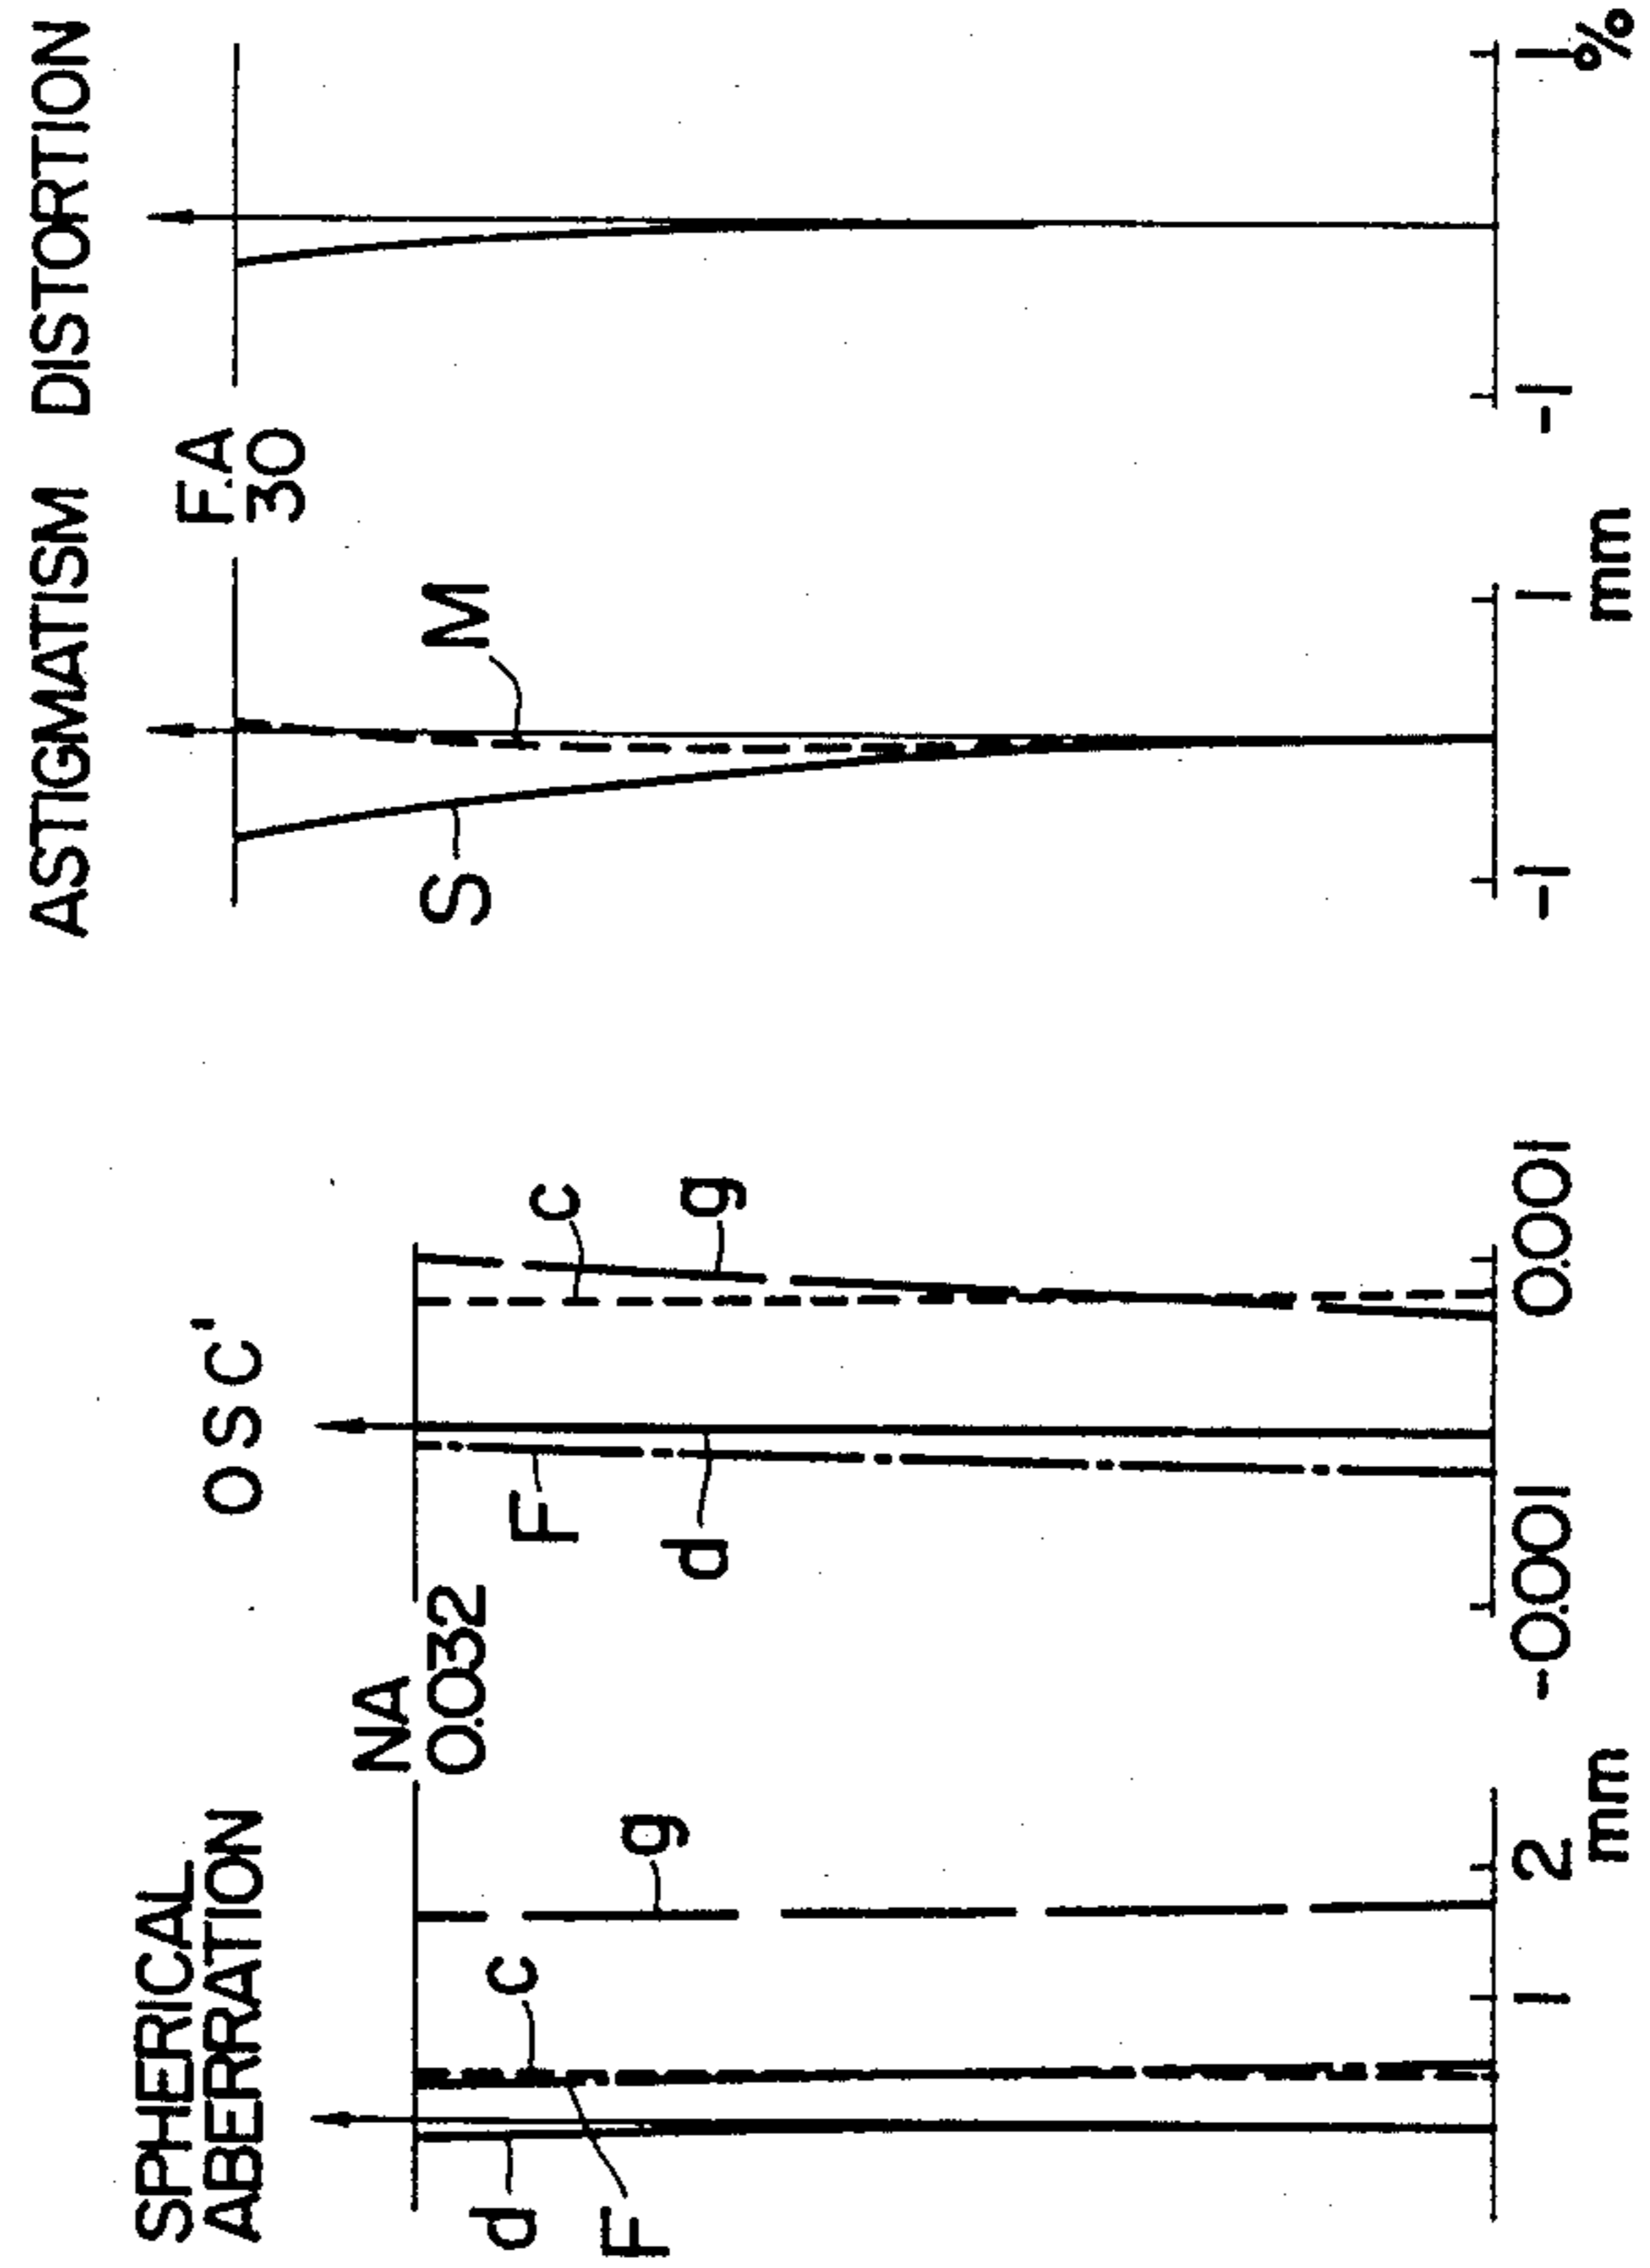 SPHERICAL
ABERRATION
NA
0.032
d
F
c
g
1
2
mm
O S C'
F
d
c
g
-0.001
0.001
ASTIGMATISM
F.A
30
S
M
-1
1
mm
DISTORTION
-1
1
%